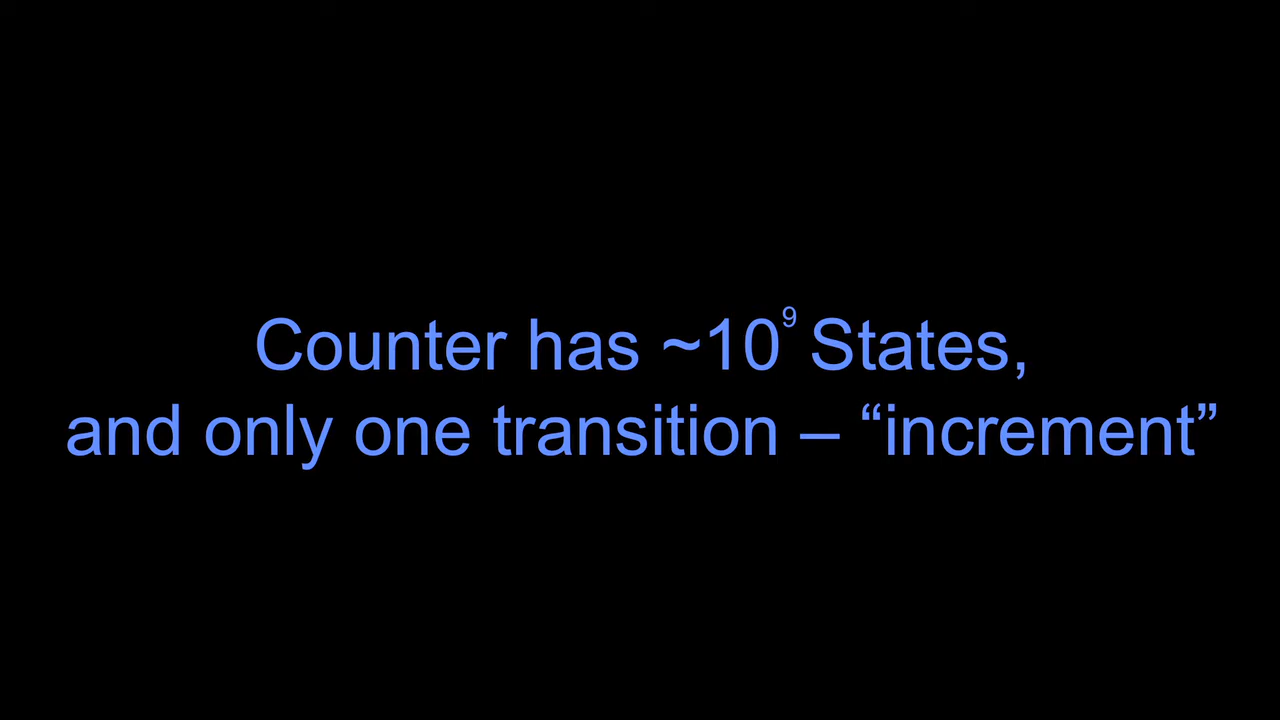 Counter has ~10⁹ States,
and only one transition – “increment”